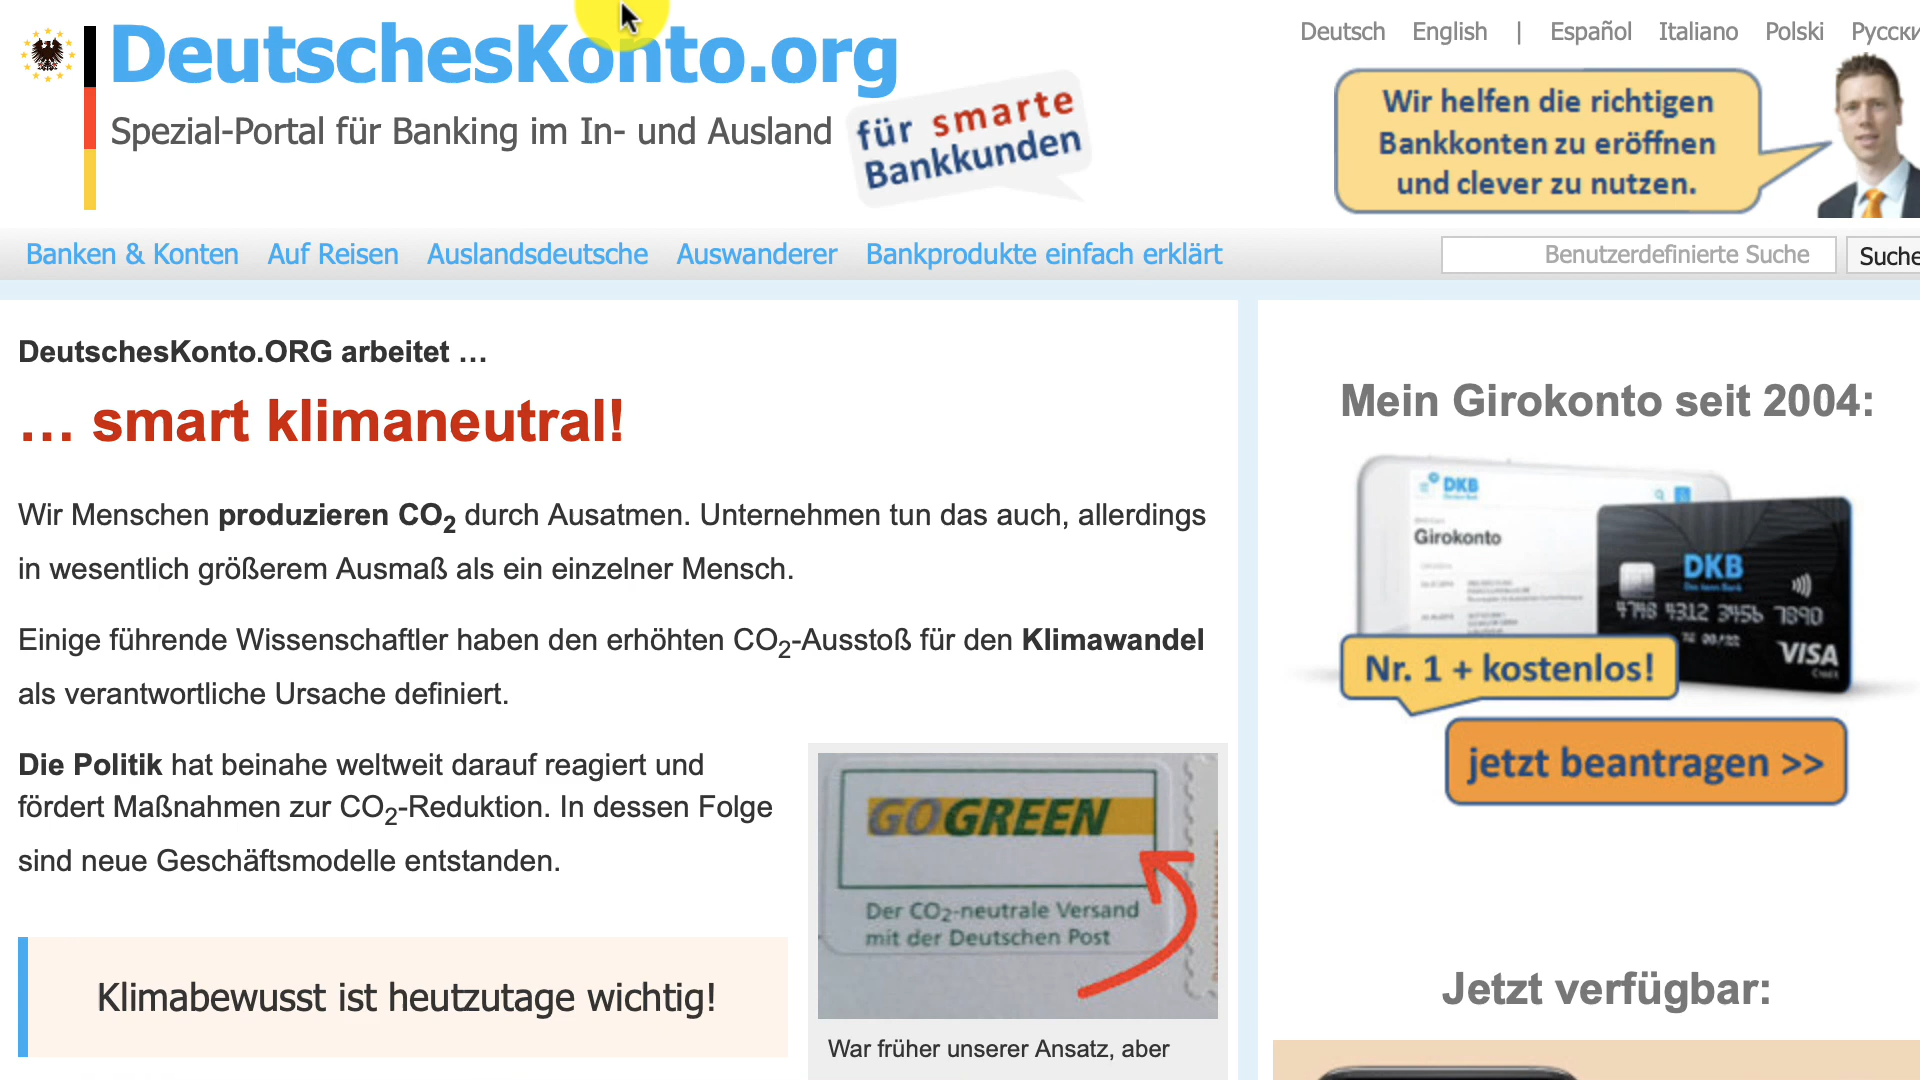 DeutschesKonto.org
Spezial-Portal für Banking im In- und Ausland
für smarte
Bankkunden
Deutsch English | Español Italiano Polski Русски
Wir helfen die richtigen
Bankkonten zu eröffnen
und clever zu nutzen.
Banken & Konten Auf Reisen Auslandsdeutsche Auswanderer Bankprodukte einfach erklärt
Benutzerdefinierte Suche Suche
DeutschesKonto.ORG arbeitet …
… smart klimaneutral!
Wir Menschen produzieren CO₂ durch Ausatmen. Unternehmen tun das auch, allerdings
in wesentlich größerem Ausmaß als ein einzelner Mensch.
Einige führende Wissenschaftler haben den erhöhten CO₂-Ausstoß für den Klimawandel
als verantwortliche Ursache definiert.
Die Politik hat beinahe weltweit darauf reagiert und
fördert Maßnahmen zur CO₂-Reduktion. In dessen Folge
sind neue Geschäftsmodelle entstanden.
Klimabewusst ist heutzutage wichtig!
GOGREEN
Der CO₂-neutrale Versand
mit der Deutschen Post
War früher unserer Ansatz, aber
Mein Girokonto seit 2004:
DKB
Girokonto
DKB
4748 4312 3456 7890
VISA
Nr. 1 + kostenlos!
jetzt beantragen >>
Jetzt verfügbar: